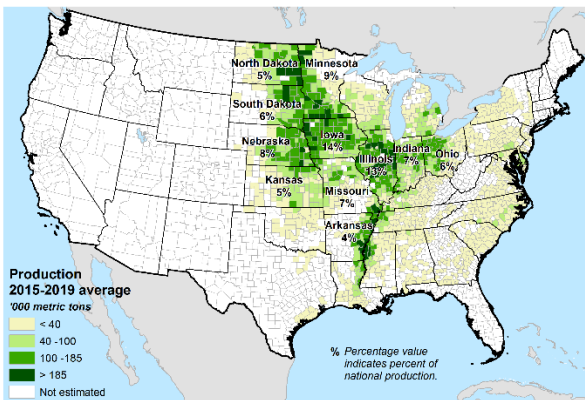 North Dakota
5%
Minnesota
9%
South Dakota
6%
Nebraska
8%
Iowa
14%
Illinois
13%
Indiana
7%
Ohio
6%
Kansas
5%
Missouri
7%
Arkansas
4%
Production
2015-2019 average
'000 metric tons
< 40
40 -100
100 -185
> 185
Not estimated
% Percentage value
indicates percent of
national production.